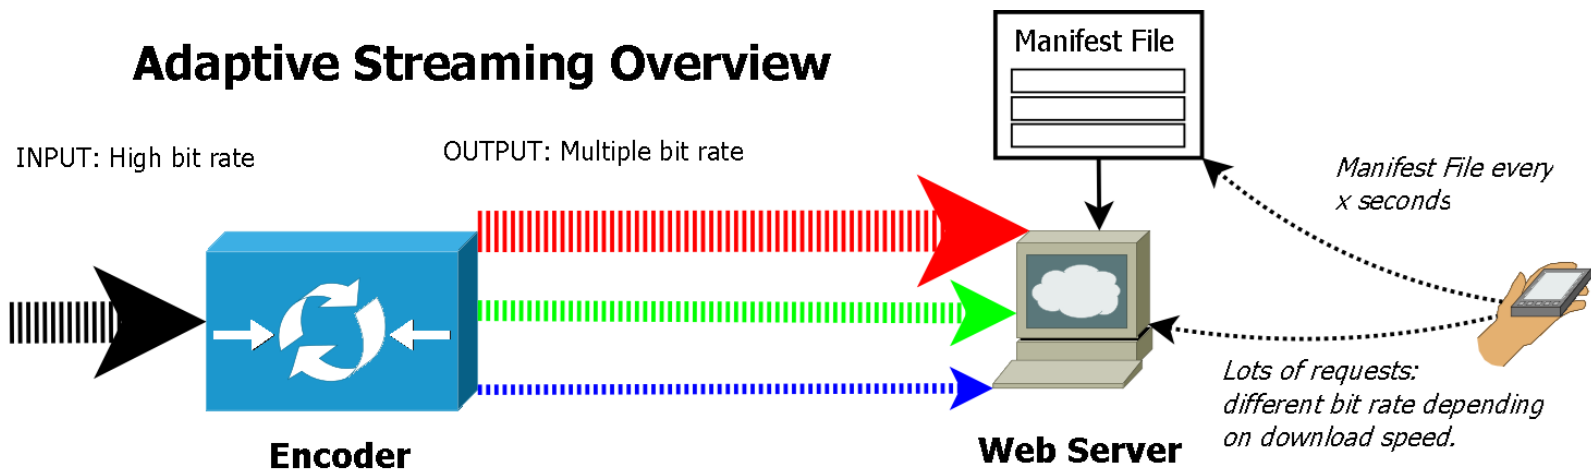 Adaptive Streaming Overview
Manifest File
INPUT: High bit rate
OUTPUT: Multiple bit rate
Manifest File every
x seconds
Lots of requests:
different bit rate depending
on download speed.
Encoder
Web Server